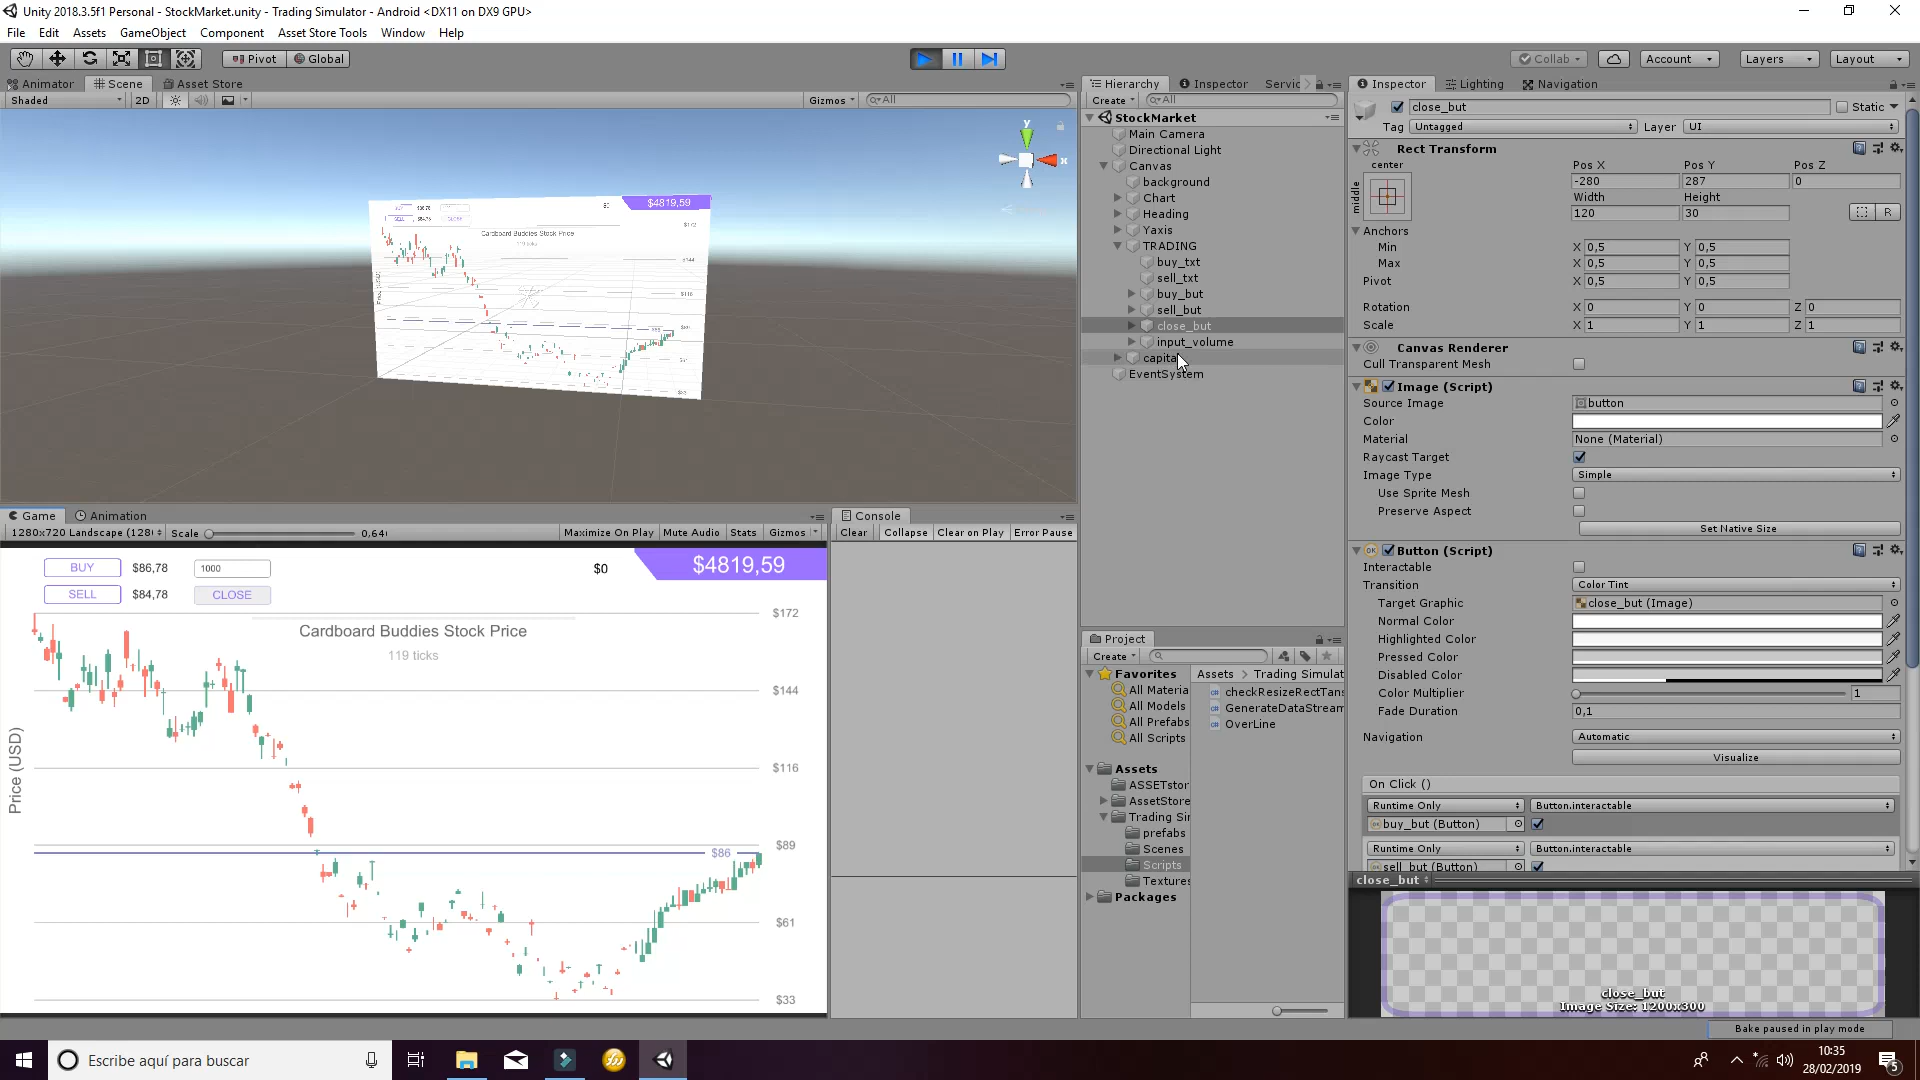 Unity 2018.3.5f1 Personal - StockMarket.unity - Trading Simulator - Android <DX11 on DX9 GPU>
File Edit Assets GameObject Component Asset Store Tools Window Help
Pivot Global Collab Account Layers Layout
Animator Scene Asset Store
Shaded 2D Gizmos All
$4819,59
Cardboard Buddies Stock Price
Game Animation
1280x720 Landscape (128( Scale 0,64( Maximize On Play Mute Audio Stats Gizmos
BUY $86,78 1000 $0 $4819,59
SELL $84,78 CLOSE
$172
Cardboard Buddies Stock Price
119 ticks
$144
Price (USD)
$116
$89
$86
$61
$33
Console
Clear Collapse Clear on Play Error Pause
Hierarchy Inspector Servic
Create All
StockMarket
Main Camera
Directional Light
Canvas
background
Chart
Heading
Yaxis
TRADING
buy_txt
sell_txt
buy_but
sell_but
close_but
input_volume
capita
EventSystem
Project
Create
Favorites
All Materia
All Models
All Prefabs
All Scripts
Assets
ASSETstor
AssetStore
Trading Si
prefabs
Scenes
Scripts
Textures
Packages
Assets > Trading Simulat
checkResizeRectTans
GenerateDataStream
OverLine
Inspector Lighting Navigation
close_but Static
Tag Untagged Layer UI
Rect Transform
center Pos X Pos Y Pos Z
middle -280 287 0
Width Height
120 30 R
Anchors
Min X 0,5 Y 0,5
Max X 0,5 Y 0,5
Pivot X 0,5 Y 0,5
Rotation X 0 Y 0 Z 0
Scale X 1 Y 1 Z 1
Canvas Renderer
Cull Transparent Mesh
Image (Script)
Source Image button
Color
Material None (Material)
Raycast Target
Image Type Simple
Use Sprite Mesh
Preserve Aspect
Set Native Size
Button (Script)
Interactable
Transition Color Tint
Target Graphic close_but (Image)
Normal Color
Highlighted Color
Pressed Color
Disabled Color
Color Multiplier 1
Fade Duration 0,1
Navigation Automatic
Visualize
On Click ()
Runtime Only Button.interactable
buy_but (Button)
Runtime Only Button.interactable
sell_but (Button)
close_but
close_but
Image Size: 1200x300
Bake paused in play mode
Escribe aquí para buscar
10:35
28/02/2019
5